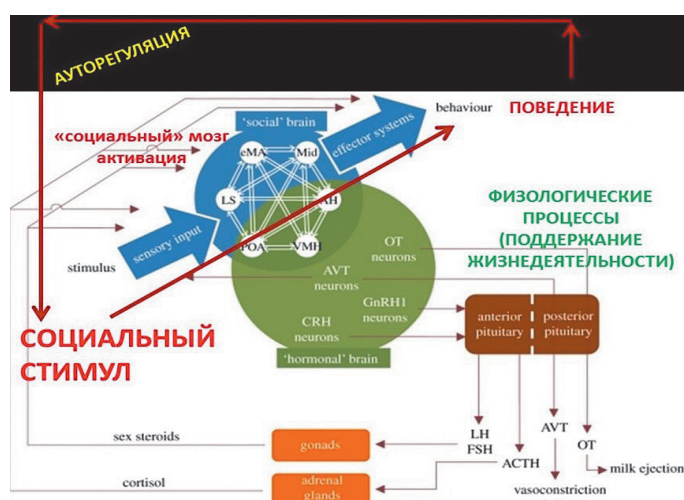 АУТОРЕГУЛЯЦИЯ
behaviour
ПОВЕДЕНИЕ
«социальный» мозг
активация
'social' brain
effector systems
eMA
Mid
LS
AH
POA
VMH
sensory input
stimulus
ФИЗОЛОГИЧЕСКИЕ
ПРОЦЕССЫ
(ПОДДЕРЖАНИЕ
ЖИЗНЕДЕЯТЕЛЬНОСТИ)
OT
neurons
AVT
neurons
GnRH1
neurons
CRH
neurons
'hormonal' brain
anterior
pituitary
posterior
pituitary
СОЦИАЛЬНЫЙ
СТИМУЛ
sex steroids
gonads
LH
FSH
ACTH
AVT
OT
milk ejection
cortisol
adrenal
glands
vasoconstriction